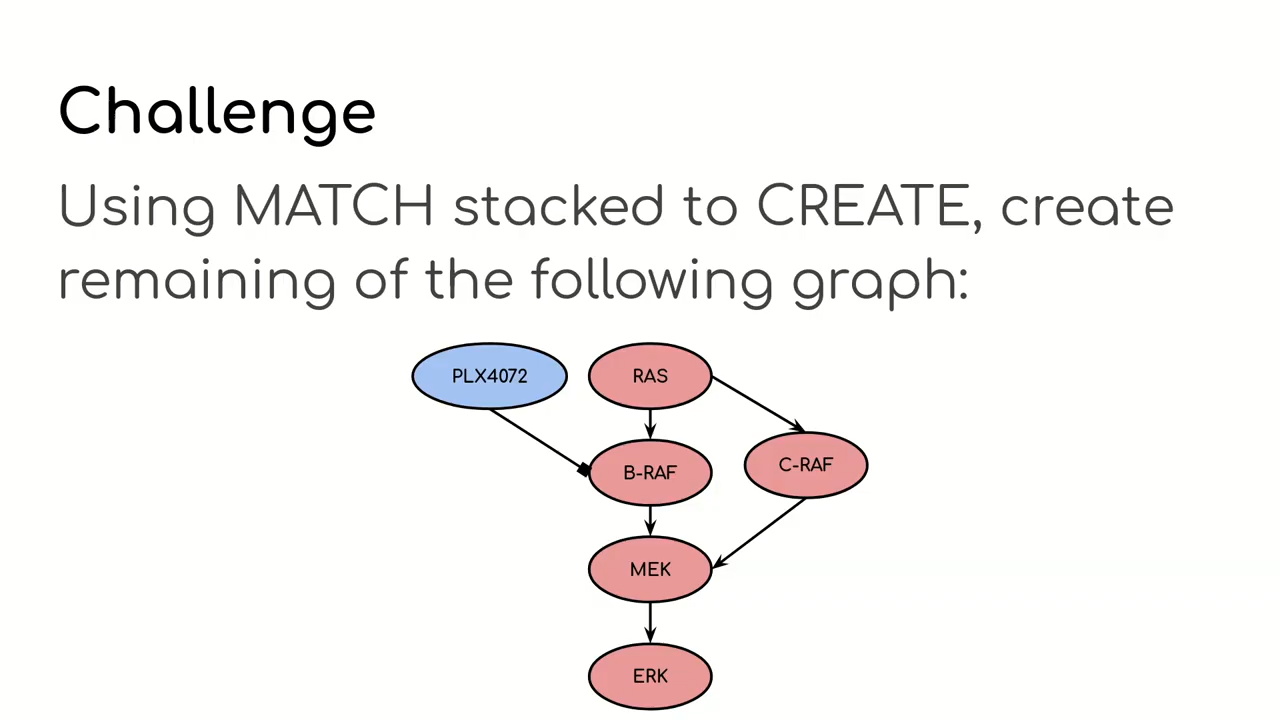 Challenge
Using MATCH stacked to CREATE, create
remaining of the following graph:
PLX4072
RAS
B-RAF
C-RAF
MEK
ERK